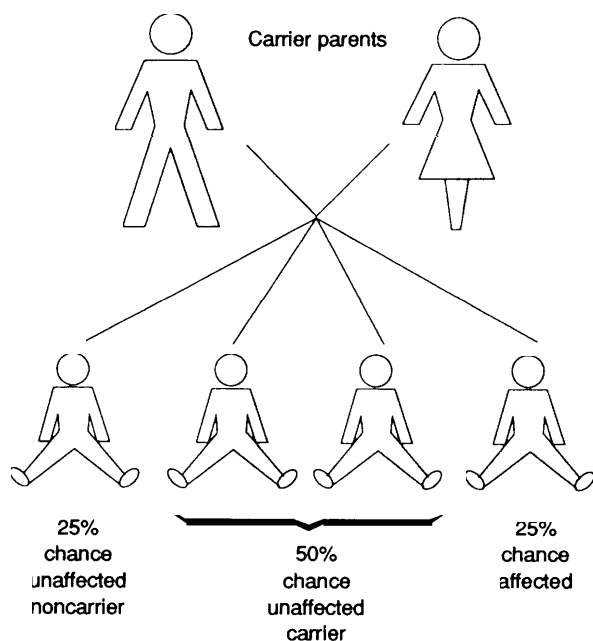 Carrier parents
25%
chance
unaffected
noncarrier
50%
chance
unaffected
carrier
25%
chance
affected